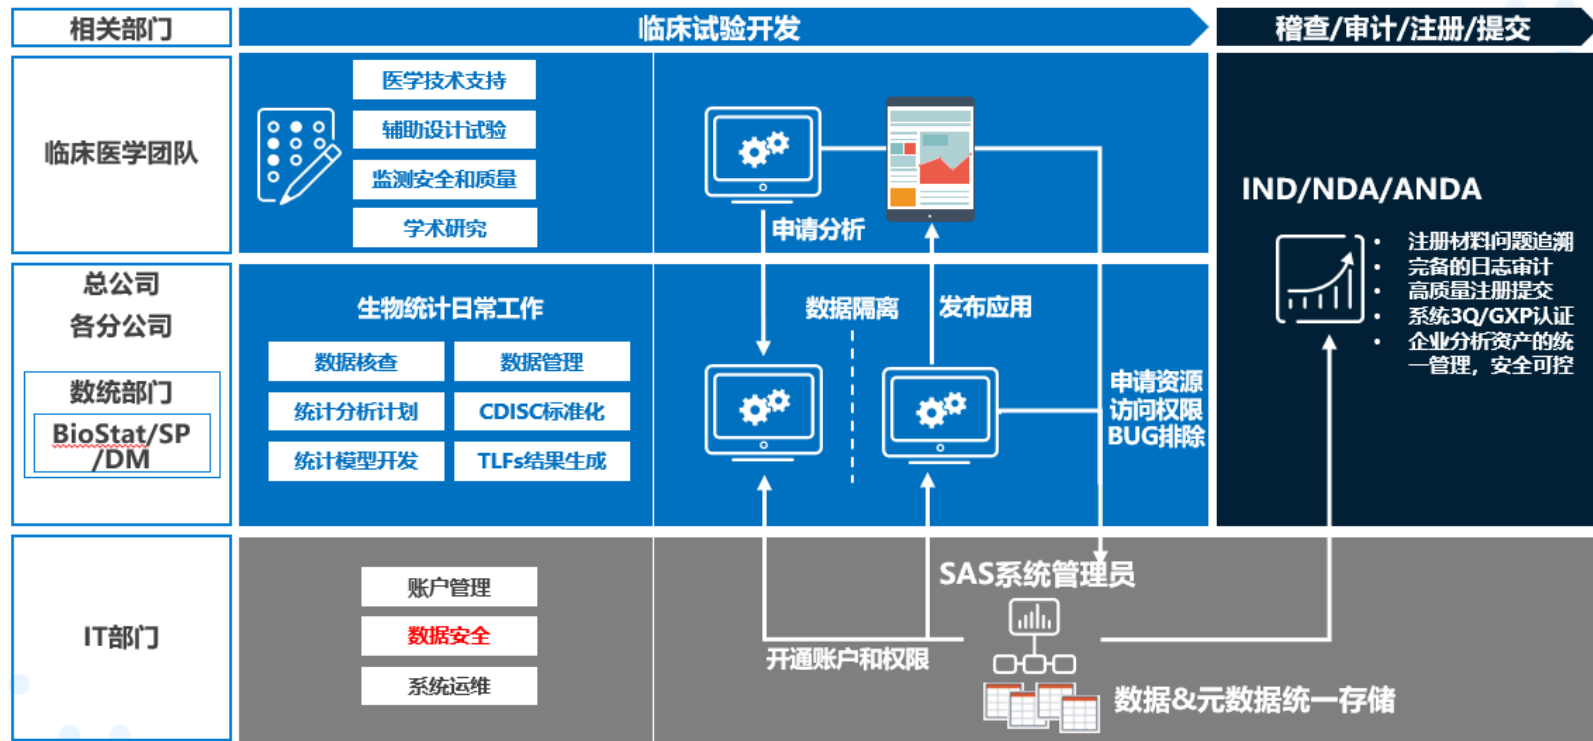 相关部门
临床试验开发
稽查/审计/注册/提交
临床医学团队
医学技术支持
辅助设计试验
监测安全和质量
学术研究
申请分析
IND/NDA/ANDA
• 注册材料问题追溯
• 完备的日志审计
• 高质量注册提交
• 系统3Q/GXP认证
• 企业分析资产的统
一管理，安全可控
总公司
各分公司
数统部门
BioStat/SP
/DM
生物统计日常工作
数据核查
数据管理
统计分析计划
CDISC标准化
统计模型开发
TLFs结果生成
数据隔离
发布应用
申请资源
访问权限
BUG排除
IT部门
账户管理
数据安全
系统运维
SAS系统管理员
开通账户和权限
数据&元数据统一存储